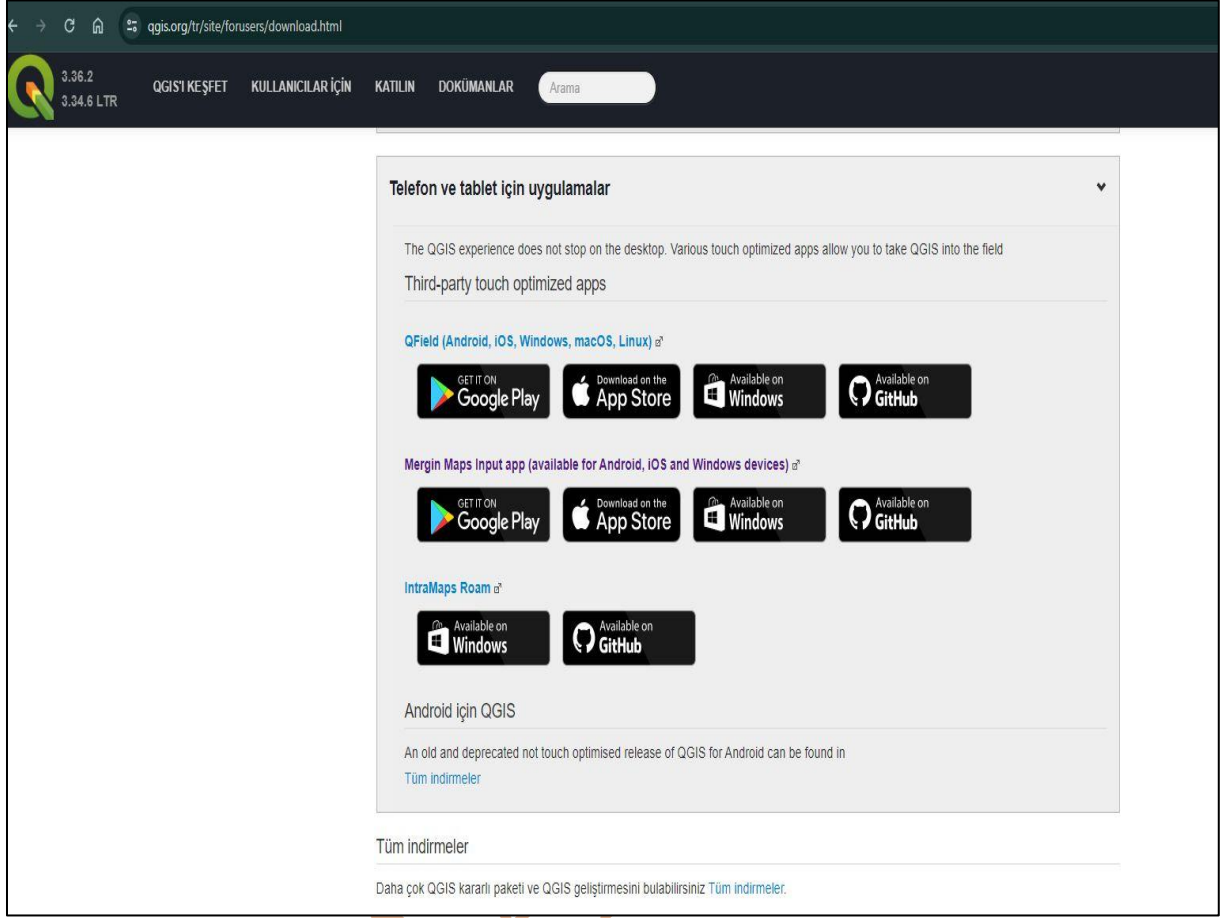 qgis.org/tr/site/forusers/download.html
3.36.2
3.34.6 LTR
QGIS'I KEŞFET KULLANICILAR İÇİN KATILIN DOKÜMANLAR Arama
Telefon ve tablet için uygulamalar
The QGIS experience does not stop on the desktop. Various touch optimized apps allow you to take QGIS into the field
Third-party touch optimized apps
QField (Android, iOS, Windows, macOS, Linux)
GET IT ON Google Play Download on the App Store Available on Windows Available on GitHub
Mergin Maps Input app (available for Android, iOS and Windows devices)
GET IT ON Google Play Download on the App Store Available on Windows Available on GitHub
IntraMaps Roam
Available on Windows Available on GitHub
Android için QGIS
An old and deprecated not touch optimised release of QGIS for Android can be found in
Tüm indirmeler
Tüm indirmeler
Daha çok QGIS kararlı paketi ve QGIS geliştirmesini bulabilirsiniz Tüm indirmeler.